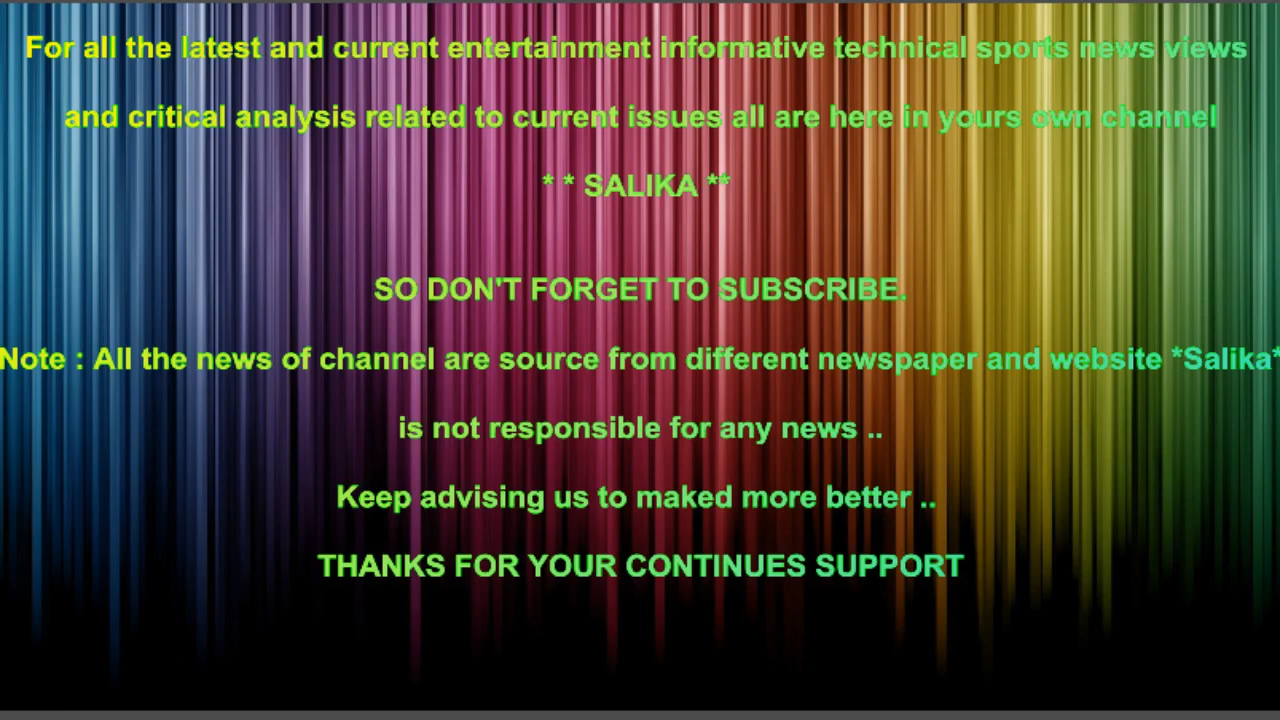 For all the latest and current entertainment informative technical sports news views
and critical analysis related to current issues all are here in yours own channel
* * SALIKA **
SO DON'T FORGET TO SUBSCRIBE.
Note : All the news of channel are source from different newspaper and website *Salika*
is not responsible for any news ..
Keep advising us to maked more better ..
THANKS FOR YOUR CONTINUES SUPPORT